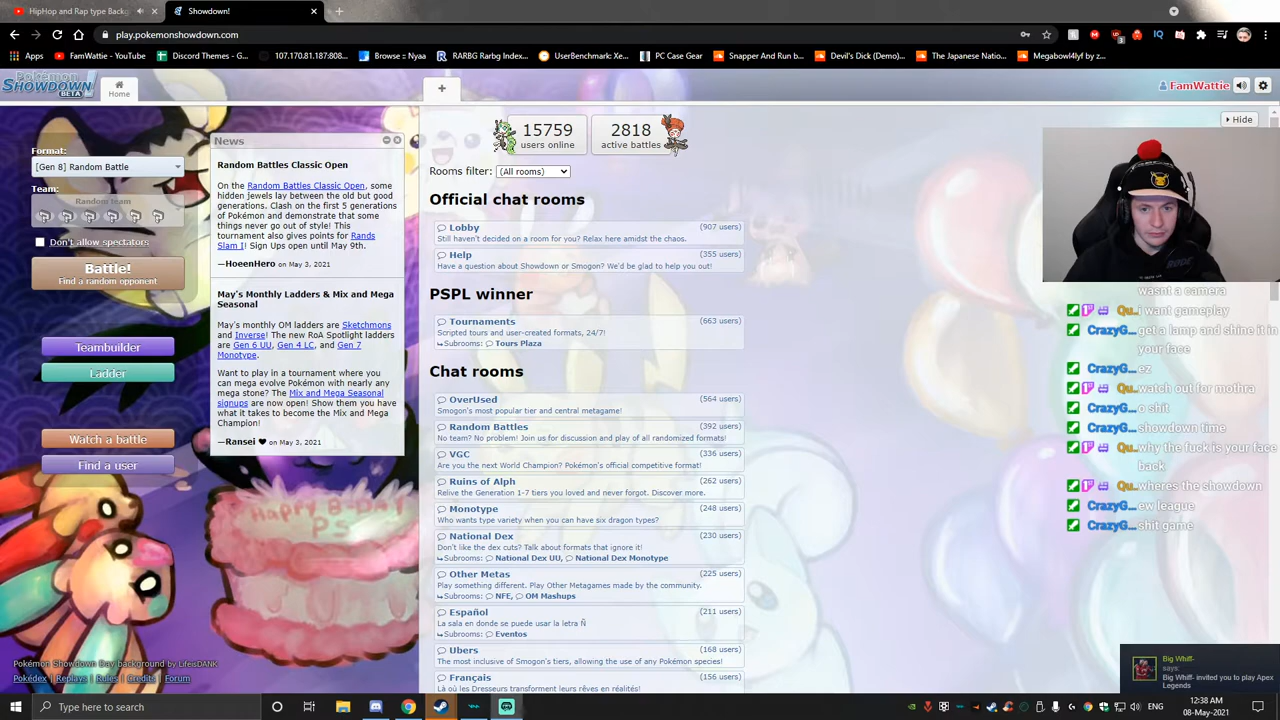 HipHop and Rap type Back
Showdown!
play.pokemonshowdown.com
Apps
FamWattie - YouTube
Discord Themes - G...
107.170.81.187:808...
Browse :: Nyaa
RARBG Rarbg Index...
UserBenchmark: Xe...
PC Case Gear
Snapper And Run b...
Devil's Dick (Demo)...
The Japanese Natio...
Megabowl4lyf by z...
Pokémon
Showdown
BETA
Home
FamWattie
Format:
[Gen 8] Random Battle
Team:
Random team
Don't allow spectators
Battle!
Find a random opponent
Teambuilder
Ladder
Watch a battle
Find a user
News
Random Battles Classic Open
On the Random Battles Classic Open, some
hidden jewels lay between the old but good
generations. Clash on the first 5 generations
of Pokémon and demonstrate that some
things never go out of style! This
tournament also gives points for Rands
Slam I! Sign Ups open until May 9th.
—HoeenHero on May 3, 2021
May's Monthly Ladders & Mix and Mega
Seasonal
May's monthly OM ladders are Sketchmons
and Inverse! The new RoA Spotlight ladders
are Gen 6 UU, Gen 4 LC, and Gen 7
Monotype.
Want to play in a tournament where you
can mega evolve Pokémon with nearly any
mega stone? The Mix and Mega Seasonal
signups are now open! Show them you have
what it takes to become the Mix and Mega
Champion!
—Ransei ♥ on May 3, 2021
15759
users online
2818
active battles
Hide
Rooms filter: (All rooms)
Official chat rooms
Lobby (907 users)
Still haven't decided on a room for you? Relax here amidst the chaos.
Help (355 users)
Have a question about Showdown or Smogon? We'd be glad to help you out!
PSPL winner
Tournaments (663 users)
Scripted tours and user-created formats, 24/7!
Subrooms: Tours Plaza
Chat rooms
OverUsed (564 users)
Smogon's most popular tier and central metagame!
Random Battles (392 users)
No team? No problem! Join us for discussion and play of all randomized formats!
VGC (336 users)
Are you the next World Champion? Pokémon's official competitive format!
Ruins of Alph (262 users)
Relive the Generation 1-7 tiers you loved and never forgot. Discover more.
Monotype (248 users)
Who wants type variety when you can have six dragon types?
National Dex (230 users)
Don't like the dex cuts? Talk about formats that ignore it!
Subrooms: National Dex UU, National Dex Monotype
Other Metas (225 users)
Play something different. Play Other Metagames made by the community.
Subrooms: NFE, OM Mashups
Español (211 users)
La sala en donde se puede usar la letra Ñ
Subrooms: Eventos
Ubers (168 users)
The most inclusive of Smogon's tiers, allowing the use of any Pokémon species!
Français (156 users)
Là où les Dresseurs transforment leurs rêves en réalités!
wasnt a camera
Qu... i want gameplay
CrazyG... get a lamp and shine it in
your face
CrazyG... ez
Qu... watch out for mothra
CrazyG... o shit
CrazyG... showdown time
Qu... why the fuck is your face
back
Qu... wheres the showdown
CrazyG... ew league
CrazyG... shit game
Pokémon Showdown Day background by LifeisDANK
Pokédex | Replays | Rules | Credits | Forum
Big Whiff-
says:
Big Whiff- invited you to play Apex
Legends
Type here to search
ENG
12:38 AM
08-May-2021